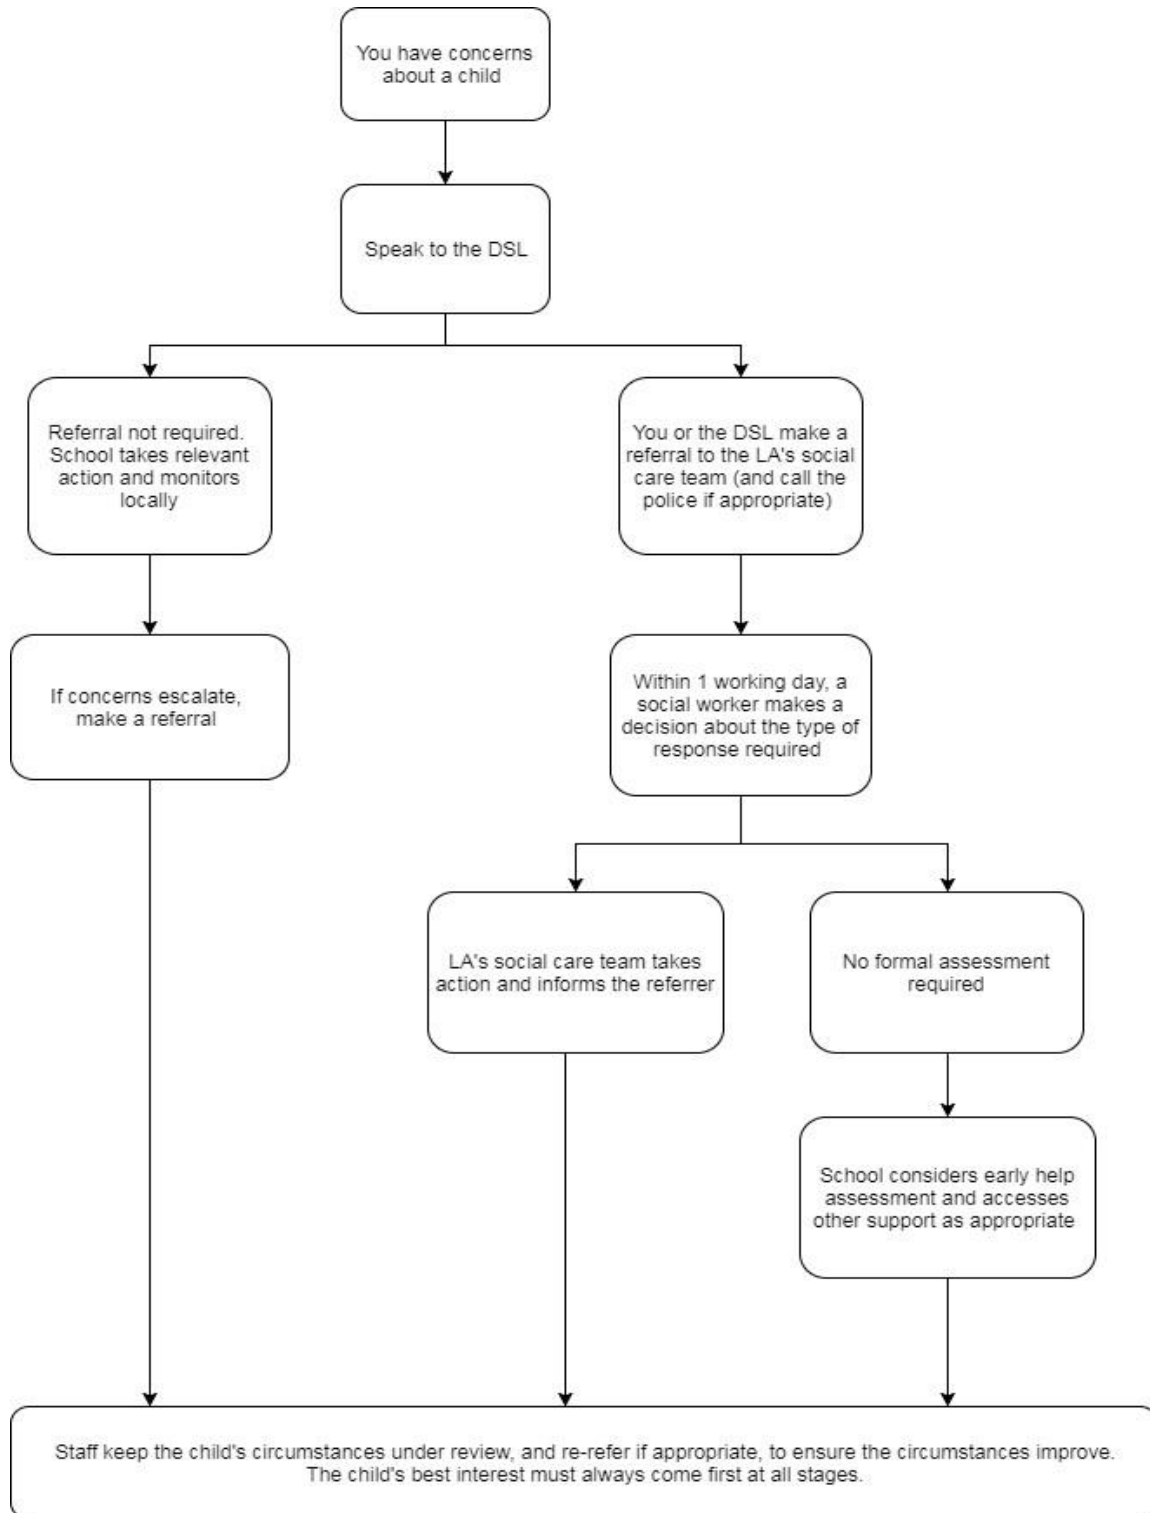 You have concerns
about a child
Speak to the DSL
Referral not required.
School takes relevant
action and monitors
locally
You or the DSL make a
referral to the LA's social
care team (and call the
police if appropriate)
If concerns escalate,
make a referral
Within 1 working day, a
social worker makes a
decision about the type of
response required
LA's social care team takes
action and informs the referrer
No formal assessment
required
School considers early help
assessment and accesses
other support as appropriate
Staff keep the child's circumstances under review, and re-refer if appropriate, to ensure the circumstances improve.
The child's best interest must always come first at all stages.